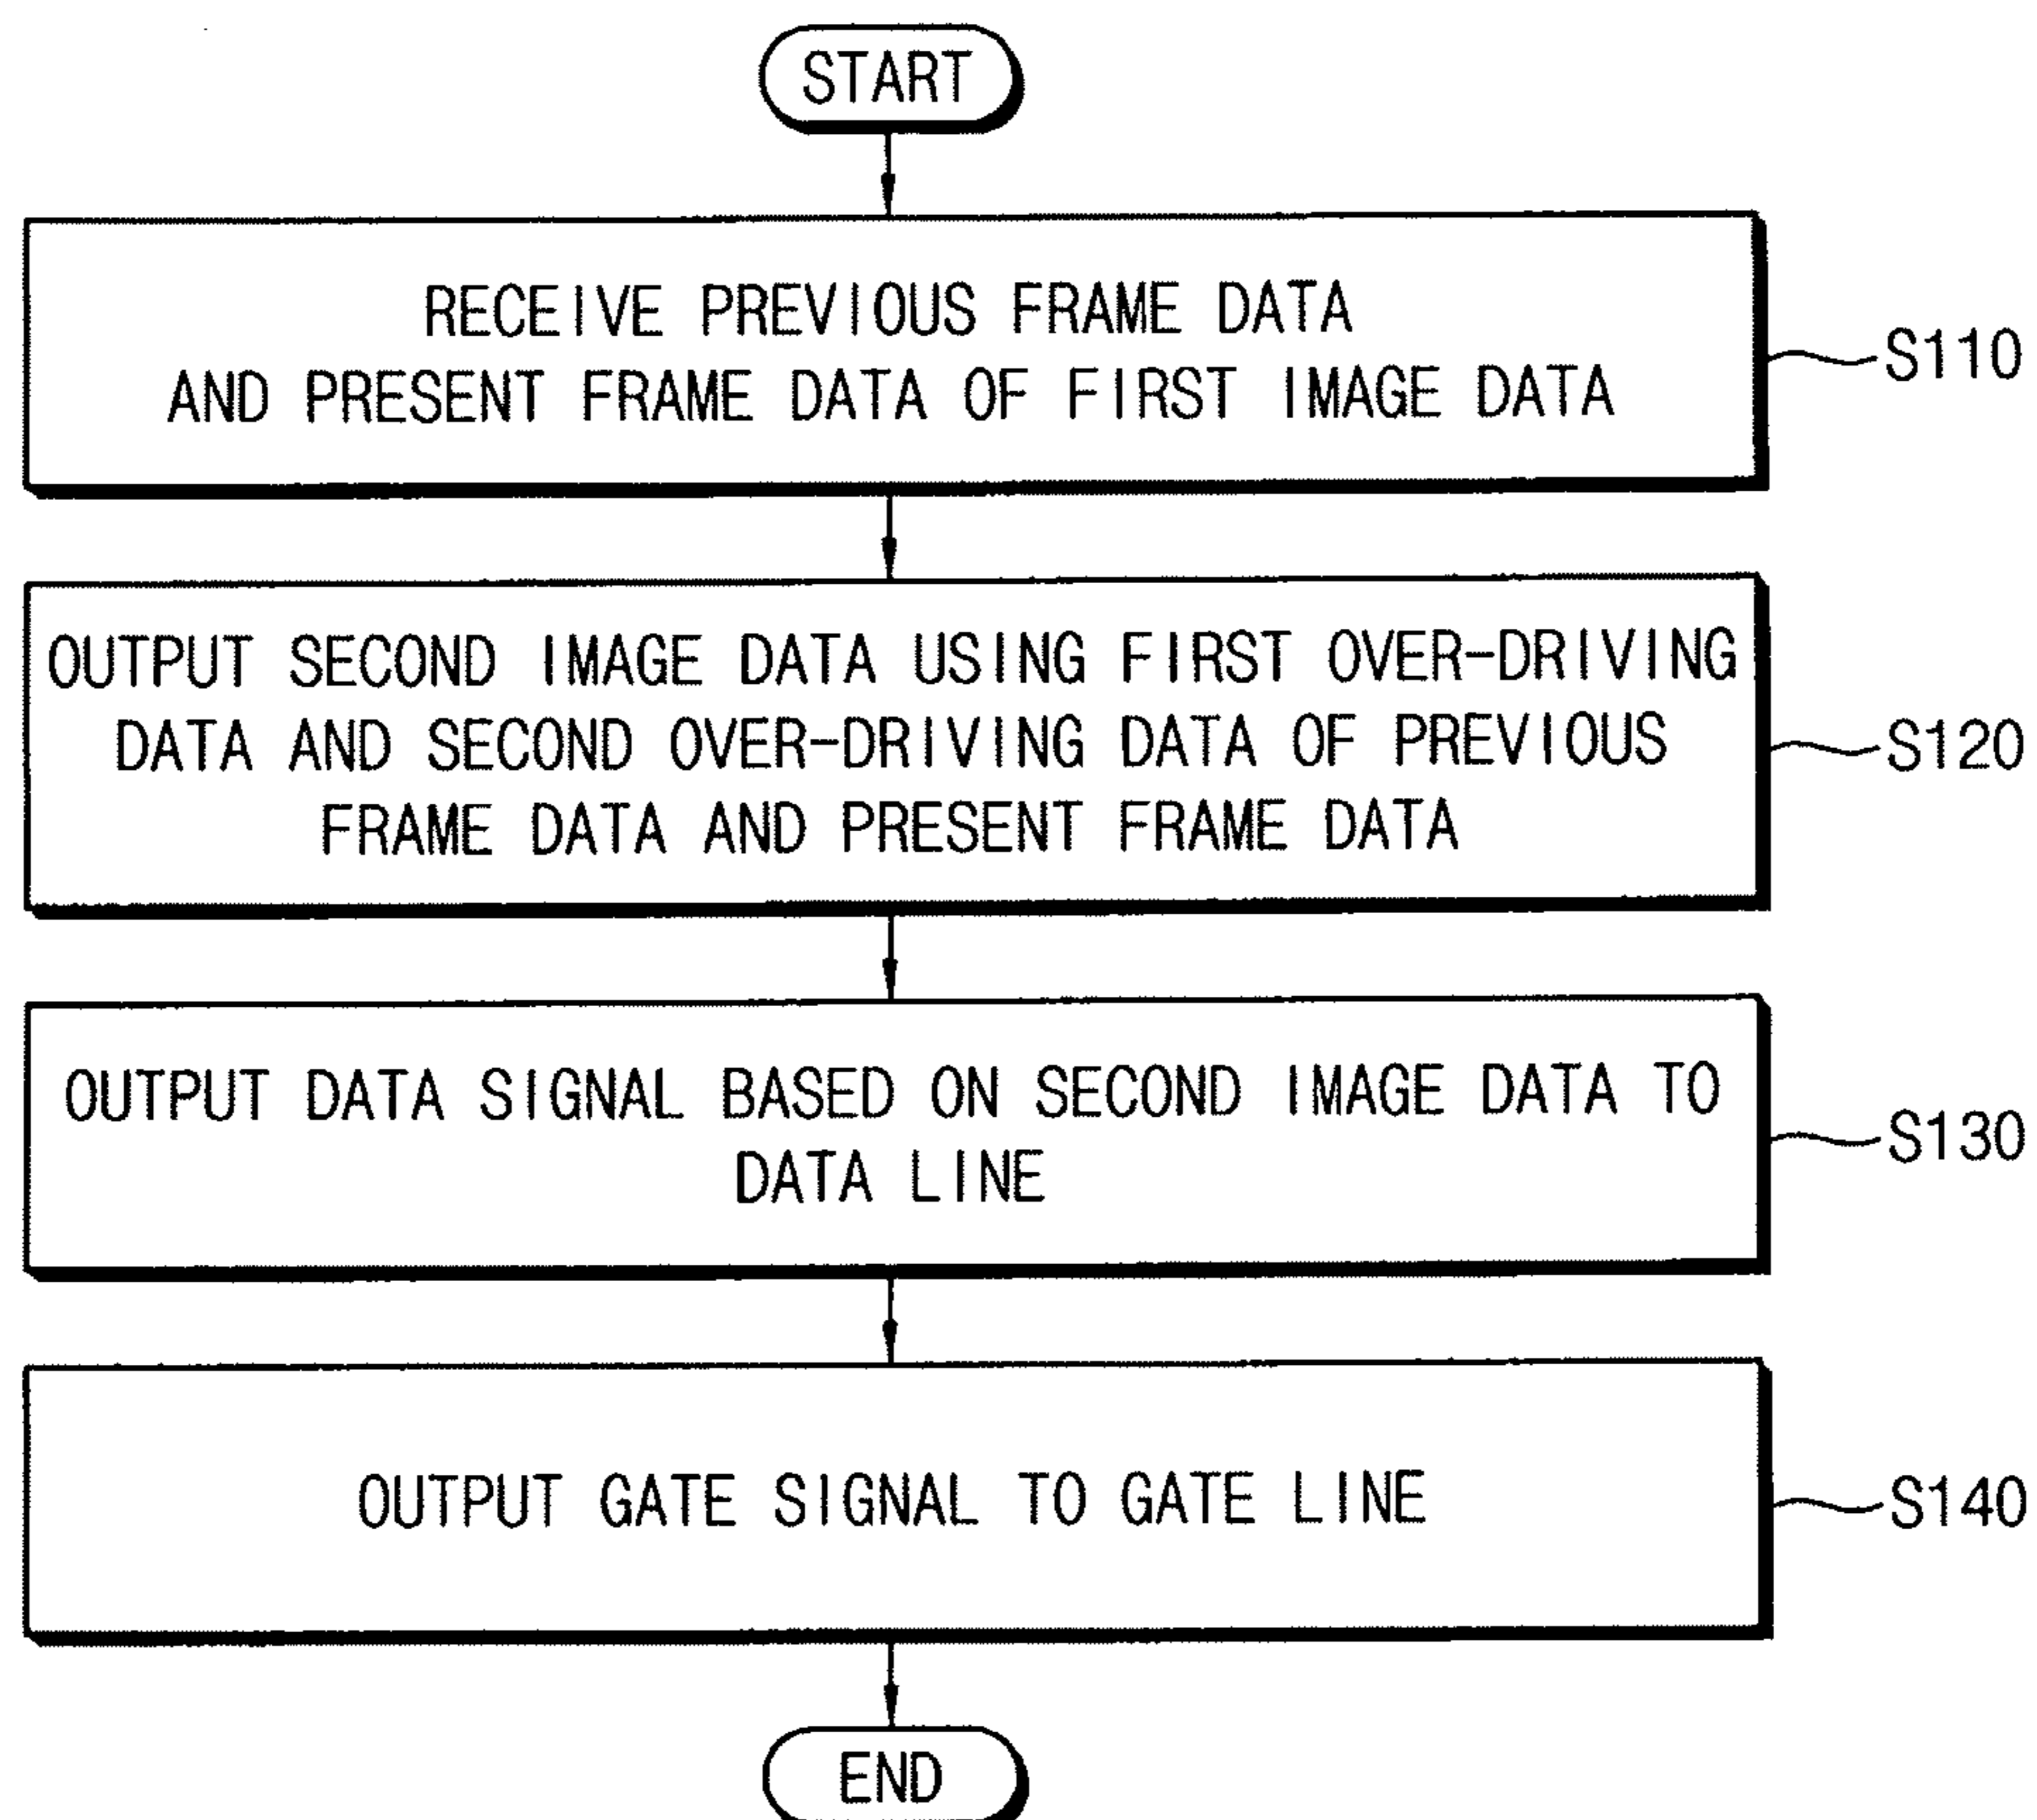 START
RECEIVE PREVIOUS FRAME DATA
AND PRESENT FRAME DATA OF FIRST IMAGE DATA
S110
OUTPUT SECOND IMAGE DATA USING FIRST OVER-DRIVING
DATA AND SECOND OVER-DRIVING DATA OF PREVIOUS
FRAME DATA AND PRESENT FRAME DATA
S120
OUTPUT DATA SIGNAL BASED ON SECOND IMAGE DATA TO
DATA LINE
S130
OUTPUT GATE SIGNAL TO GATE LINE
S140
END